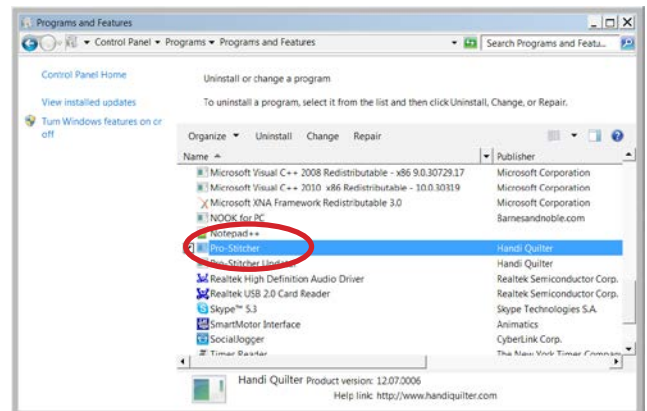 Programs and Features
Control Panel Programs Programs and Features Search Programs and Featu...
Control Panel Home
View installed updates
Turn Windows features on or
off
Uninstall or change a program
To uninstall a program, select it from the list and then click Uninstall, Change, or Repair.
Organize Uninstall Change Repair
Name Publisher
Microsoft Visual C++ 2008 Redistributable - x86 9.0.30729.17 Microsoft Corporation
Microsoft Visual C++ 2010 x86 Redistributable - 10.0.30319 Microsoft Corporation
Microsoft XNA Framework Redistributable 3.0 Microsoft Corporation
NOOK for PC Barnesandnoble.com
Notepad++
Pro-Stitcher Handi Quilter
Pro-Stitcher Updater Handi Quilter
Realtek High Definition Audio Driver Realtek Semiconductor Corp.
Realtek USB 2.0 Card Reader Realtek Semiconductor Corp.
Skype™ 5.3 Skype Technologies S.A.
SmartMotor Interface Animatics
SocialJogger CyberLink Corp.
Times Reader The New York Times Company
Handi Quilter Product version: 12.07.0006
Help link: http://www.handiquilter.com